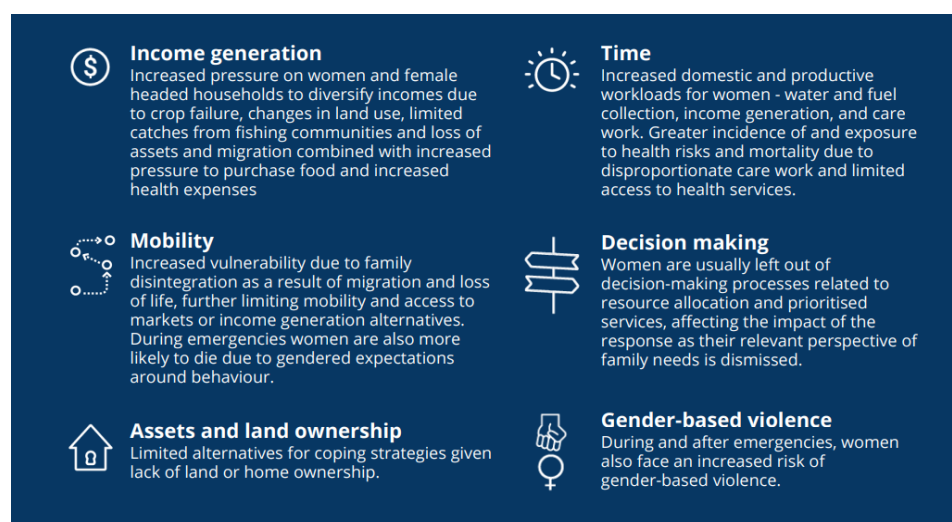 Income generation
Increased pressure on women and female
headed households to diversify incomes due
to crop failure, changes in land use, limited
catches from fishing communities and loss of
assets and migration combined with increased
pressure to purchase food and increased
health expenses
Time
Increased domestic and productive
workloads for women - water and fuel
collection, income generation, and care
work. Greater incidence of and exposure
to health risks and mortality due to
disproportionate care work and limited
access to health services.
Mobility
Increased vulnerability due to family
disintegration as a result of migration and loss
of life, further limiting mobility and access to
markets or income generation alternatives.
During emergencies women are also more
likely to die due to gendered expectations
around behaviour.
Decision making
Women are usually left out of
decision-making processes related to
resource allocation and prioritised
services, affecting the impact of the
response as their relevant perspective of
family needs is dismissed.
Assets and land ownership
Limited alternatives for coping strategies given
lack of land or home ownership.
Gender-based violence
During and after emergencies, women
also face an increased risk of
gender-based violence.